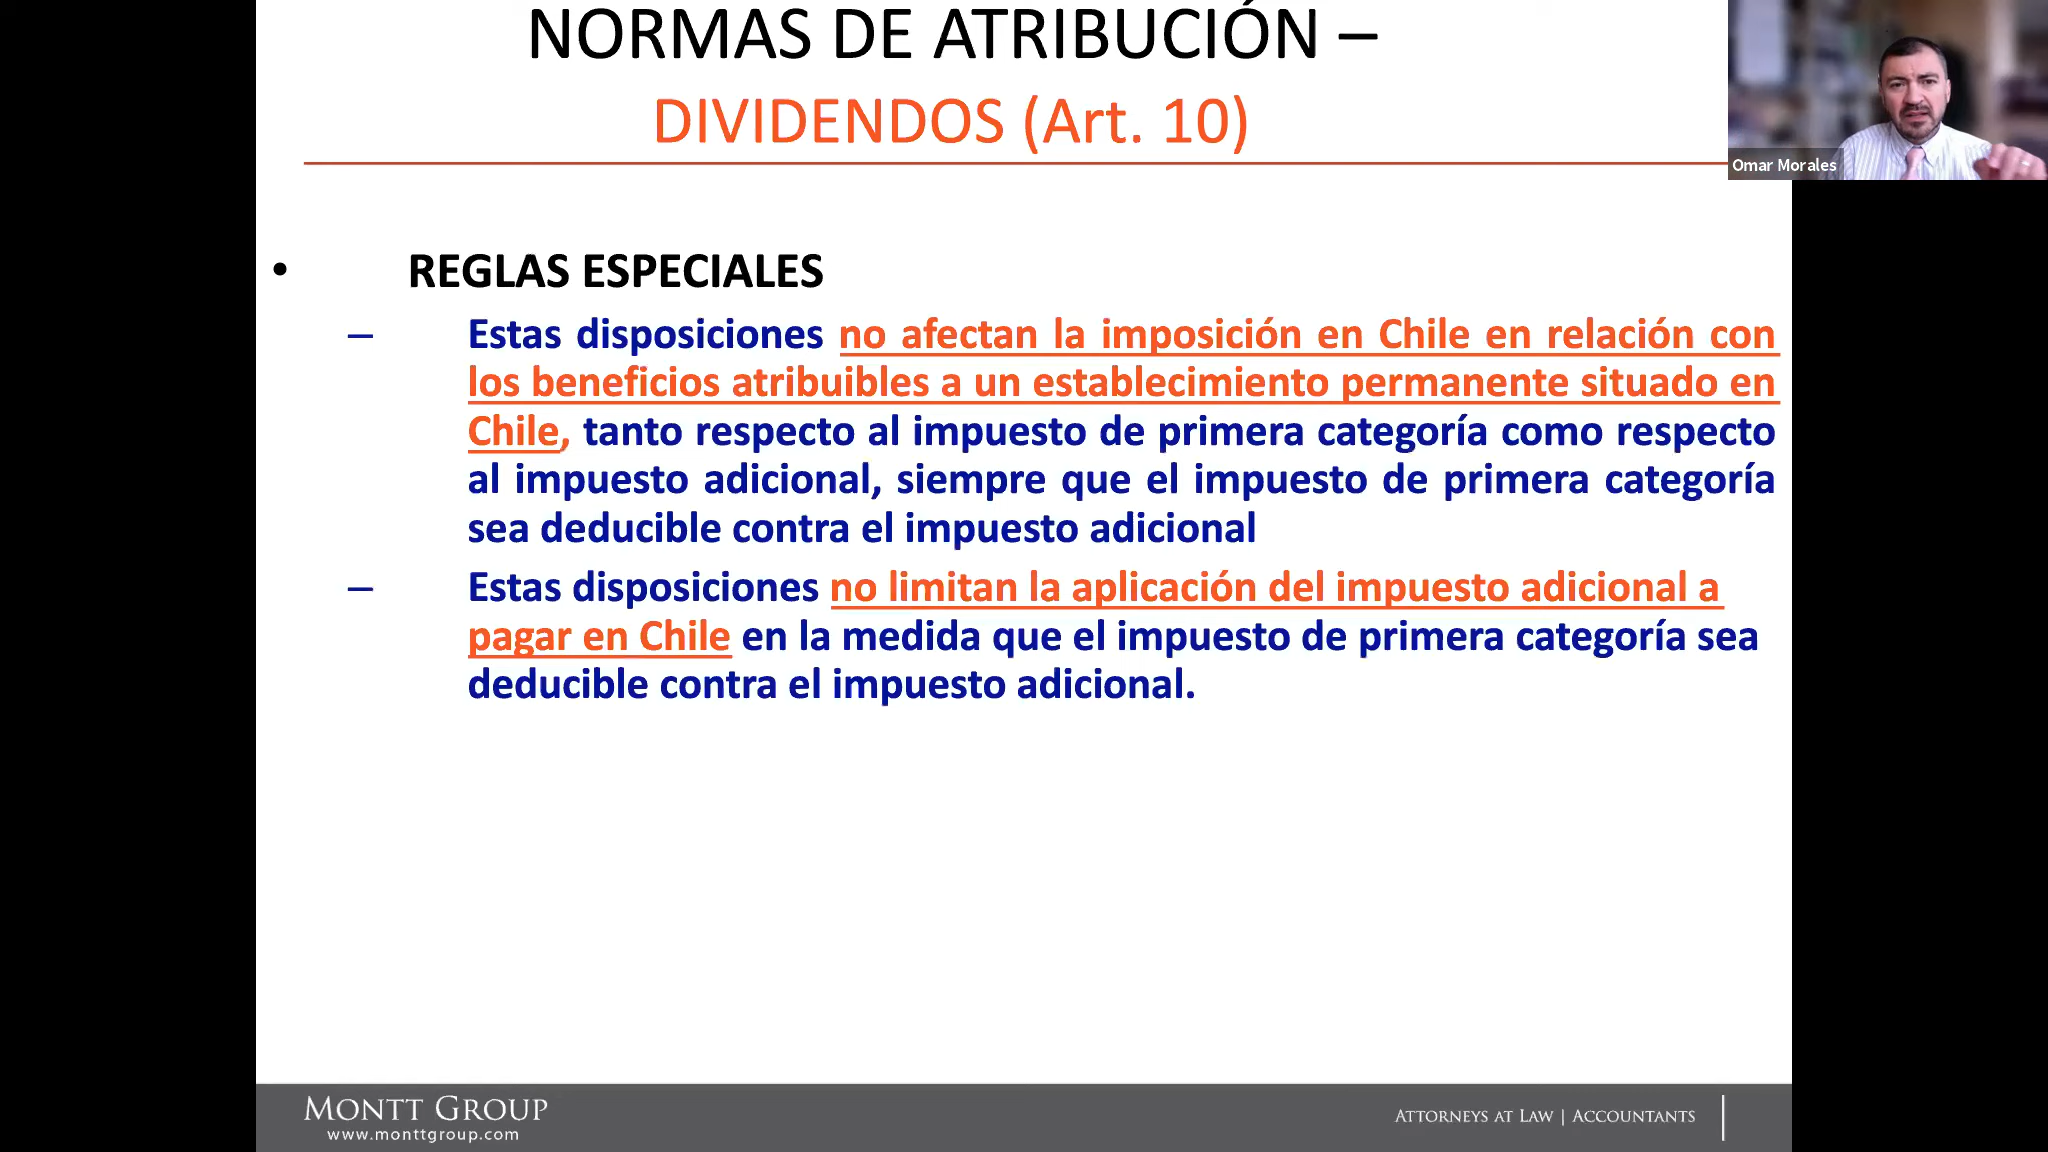 NORMAS DE ATRIBUCIÓN –
DIVIDENDOS (Art. 10)
Omar Morales
• REGLAS ESPECIALES
– Estas disposiciones no afectan la imposición en Chile en relación con
los beneficios atribuibles a un establecimiento permanente situado en
Chile, tanto respecto al impuesto de primera categoría como respecto
al impuesto adicional, siempre que el impuesto de primera categoría
sea deducible contra el impuesto adicional
– Estas disposiciones no limitan la aplicación del impuesto adicional a
pagar en Chile en la medida que el impuesto de primera categoría sea
deducible contra el impuesto adicional.
MONTT GROUP
www.monttgroup.com
ATTORNEYS AT LAW | ACCOUNTANTS